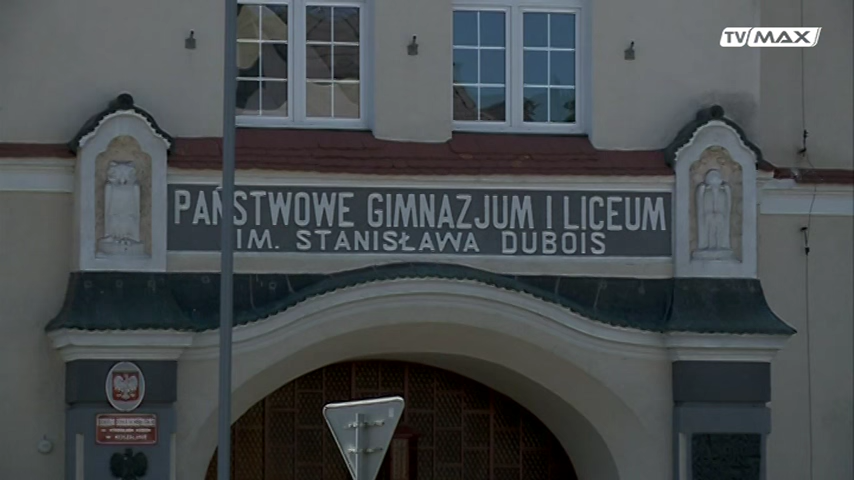 TV MAX
PAŃSTWOWE GIMNAZJUM I LICEUM
IM. STANISŁAWA DUBOIS